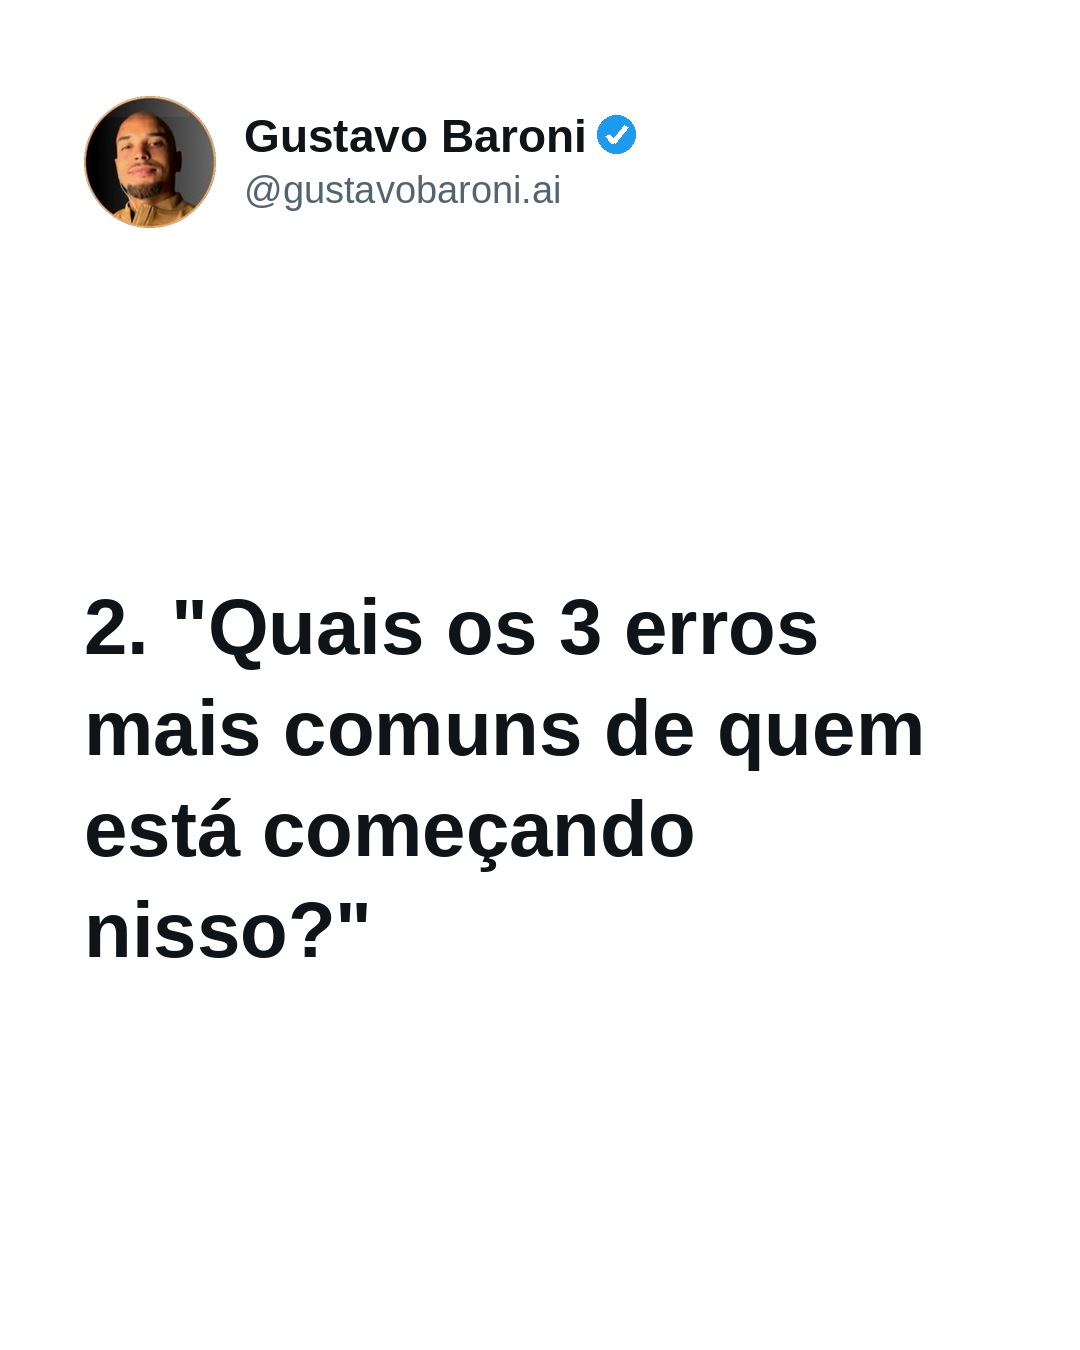 Gustavo Baroni
@gustavobaroni.ai
2. "Quais os 3 erros
mais comuns de quem
está começando
nisso?"